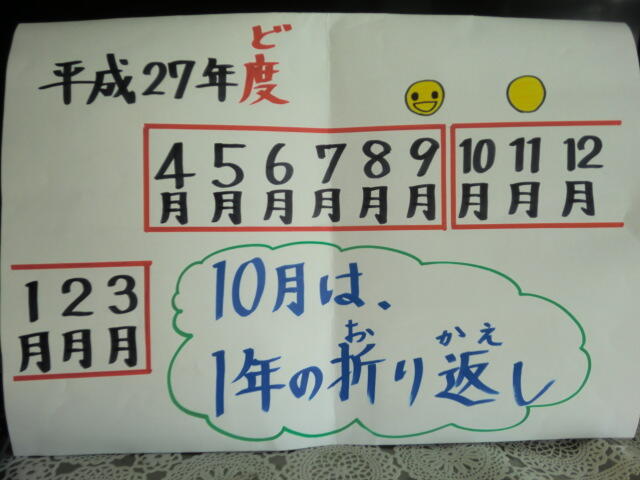 ど
平成27年度
4 5 6 7 8 9 10 11 12
月 月 月 月 月 月 月 月 月
1 2 3
月 月 月
10月は、
お かえ
1年の折り返し